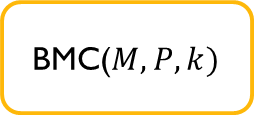 BMC(𝑀, 𝑃, 𝑘)